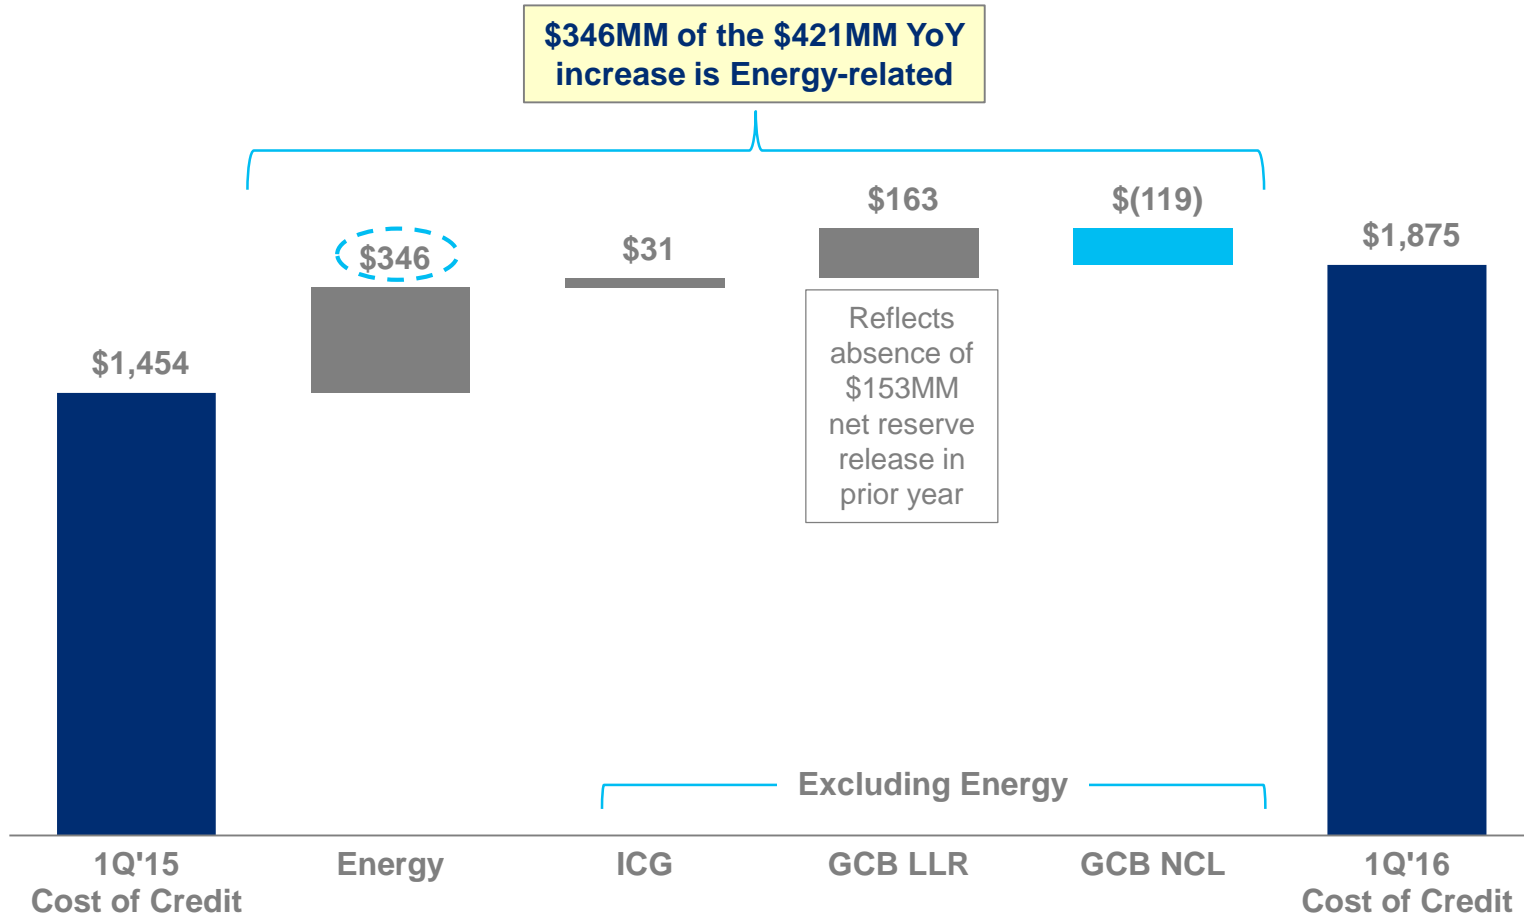 $346MM of the $421MM YoY
increase is Energy-related
$1,454
$346
$31
$163
$(119)
$1,875
Reflects
absence of
$153MM
net reserve
release in
prior year
Excluding Energy
1Q'15
Cost of Credit
Energy
ICG
GCB LLR
GCB NCL
1Q'16
Cost of Credit